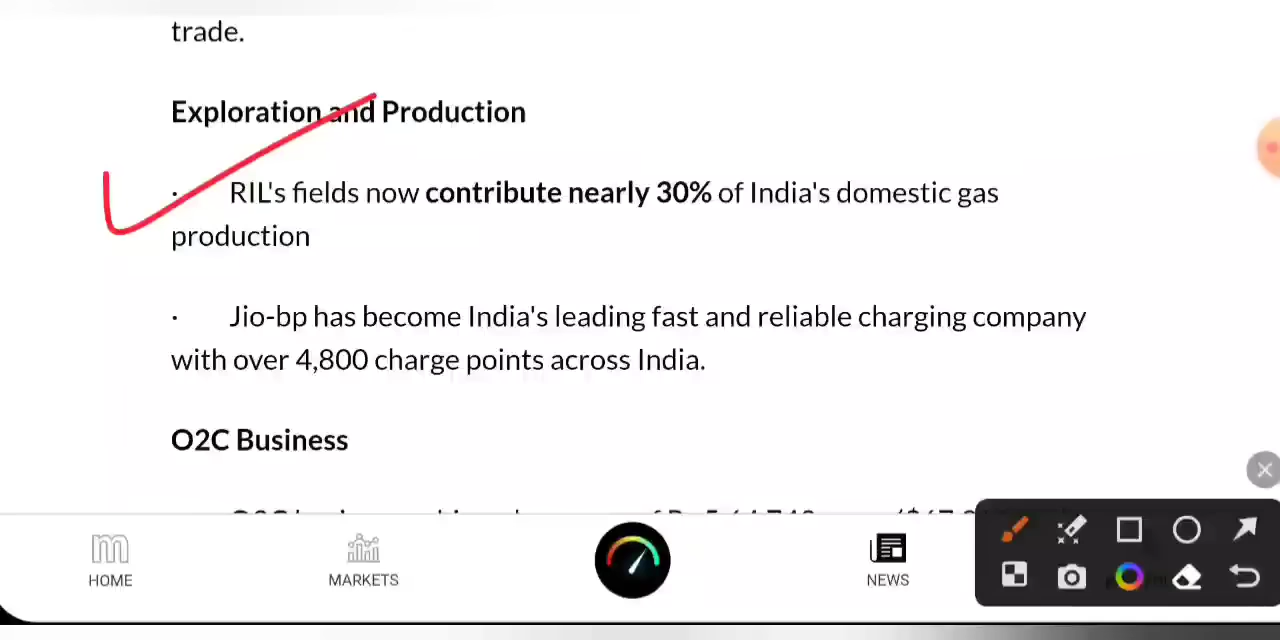 trade.
Exploration and Production
· RIL's fields now contribute nearly 30% of India's domestic gas
production
· Jio-bp has become India's leading fast and reliable charging company
with over 4,800 charge points across India.
O2C Business
HOME
MARKETS
NEWS